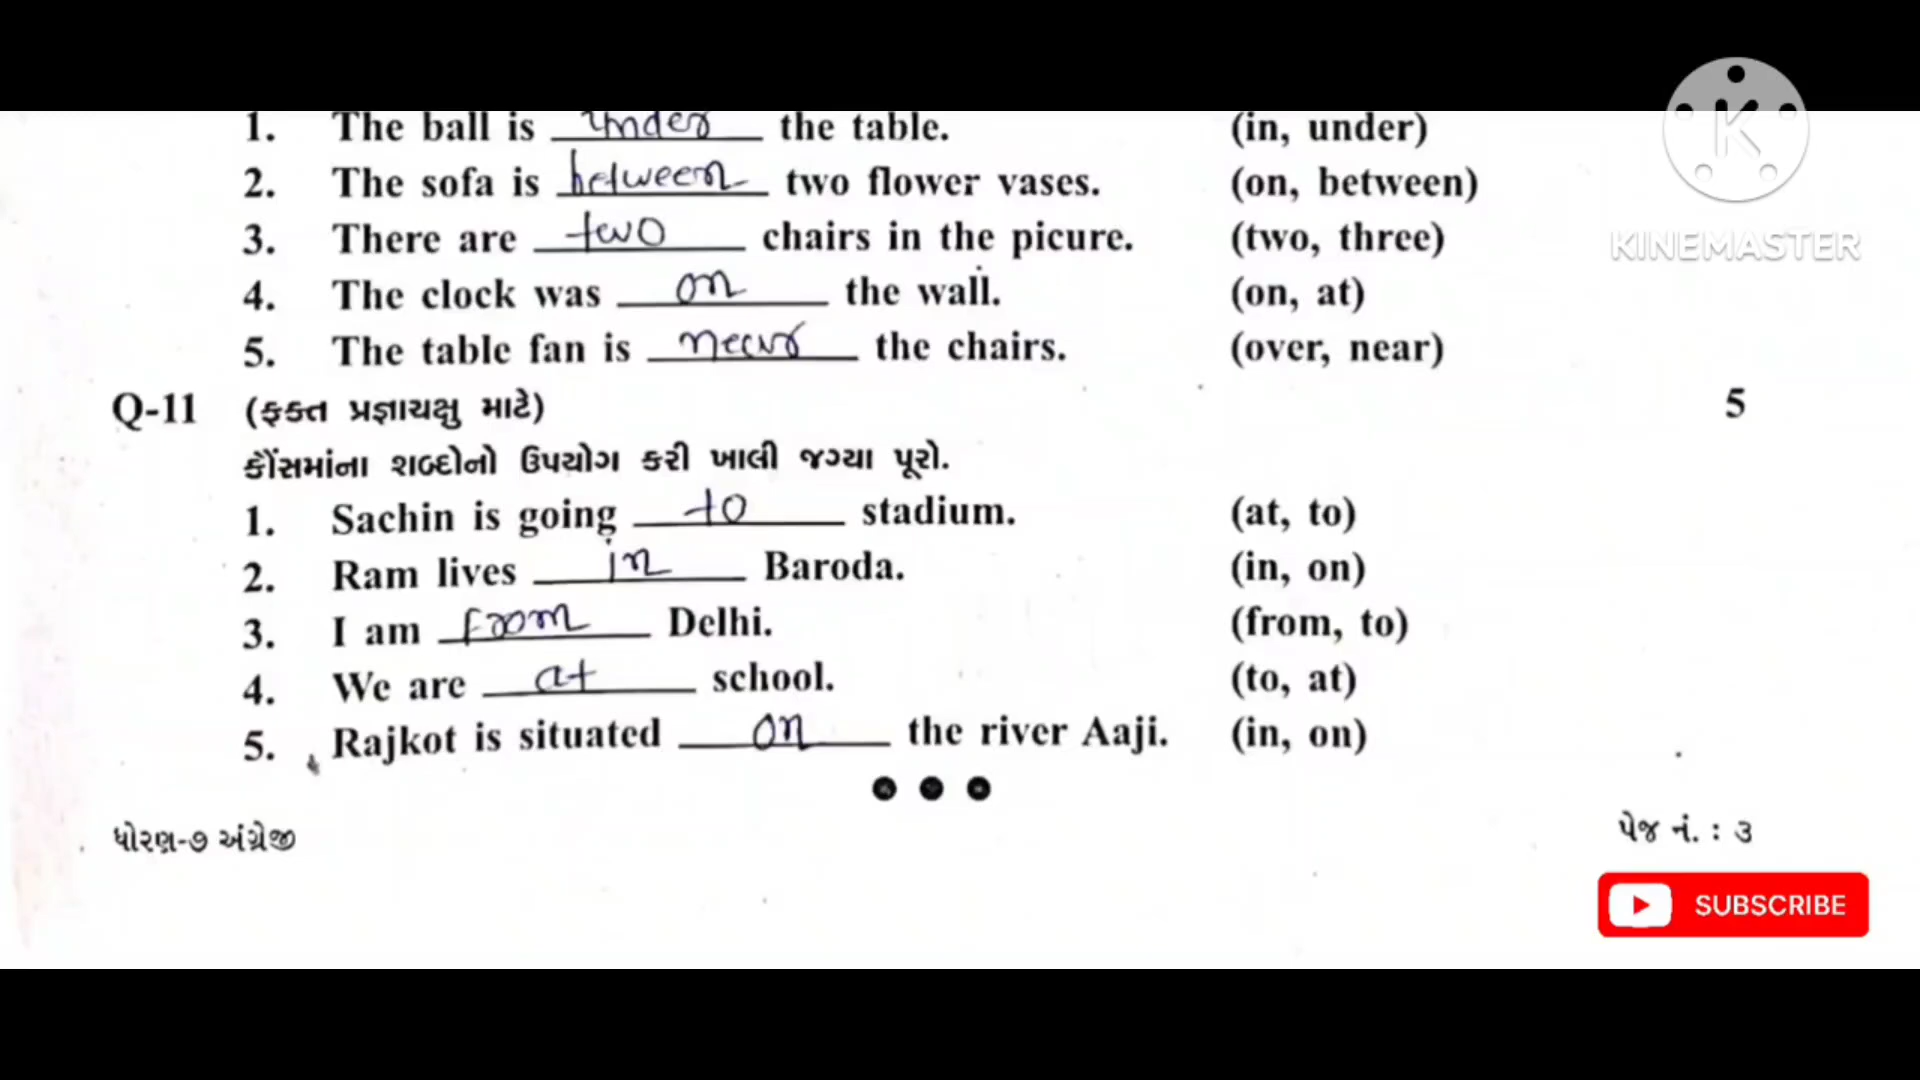 1. The ball is under the table. (in, under)
2. The sofa is between two flower vases. (on, between)
3. There are two chairs in the picure. (two, three)
4. The clock was on the wall. (on, at)
5. The table fan is near the chairs. (over, near)
Q-11 (ફક્ત પ્રજ્ઞાચક્ષુ માટે) 5
કૌંસમાંના શબ્દોનો ઉપયોગ કરી ખાલી જગ્યા પૂરો.
1. Sachin is going to stadium. (at, to)
2. Ram lives in Baroda. (in, on)
3. I am from Delhi. (from, to)
4. We are at school. (to, at)
5. Rajkot is situated on the river Aaji. (in, on)
ધોરણ-૭ અંગ્રેજી પેજ નં. : ૩
K
KINEMASTER
SUBSCRIBE